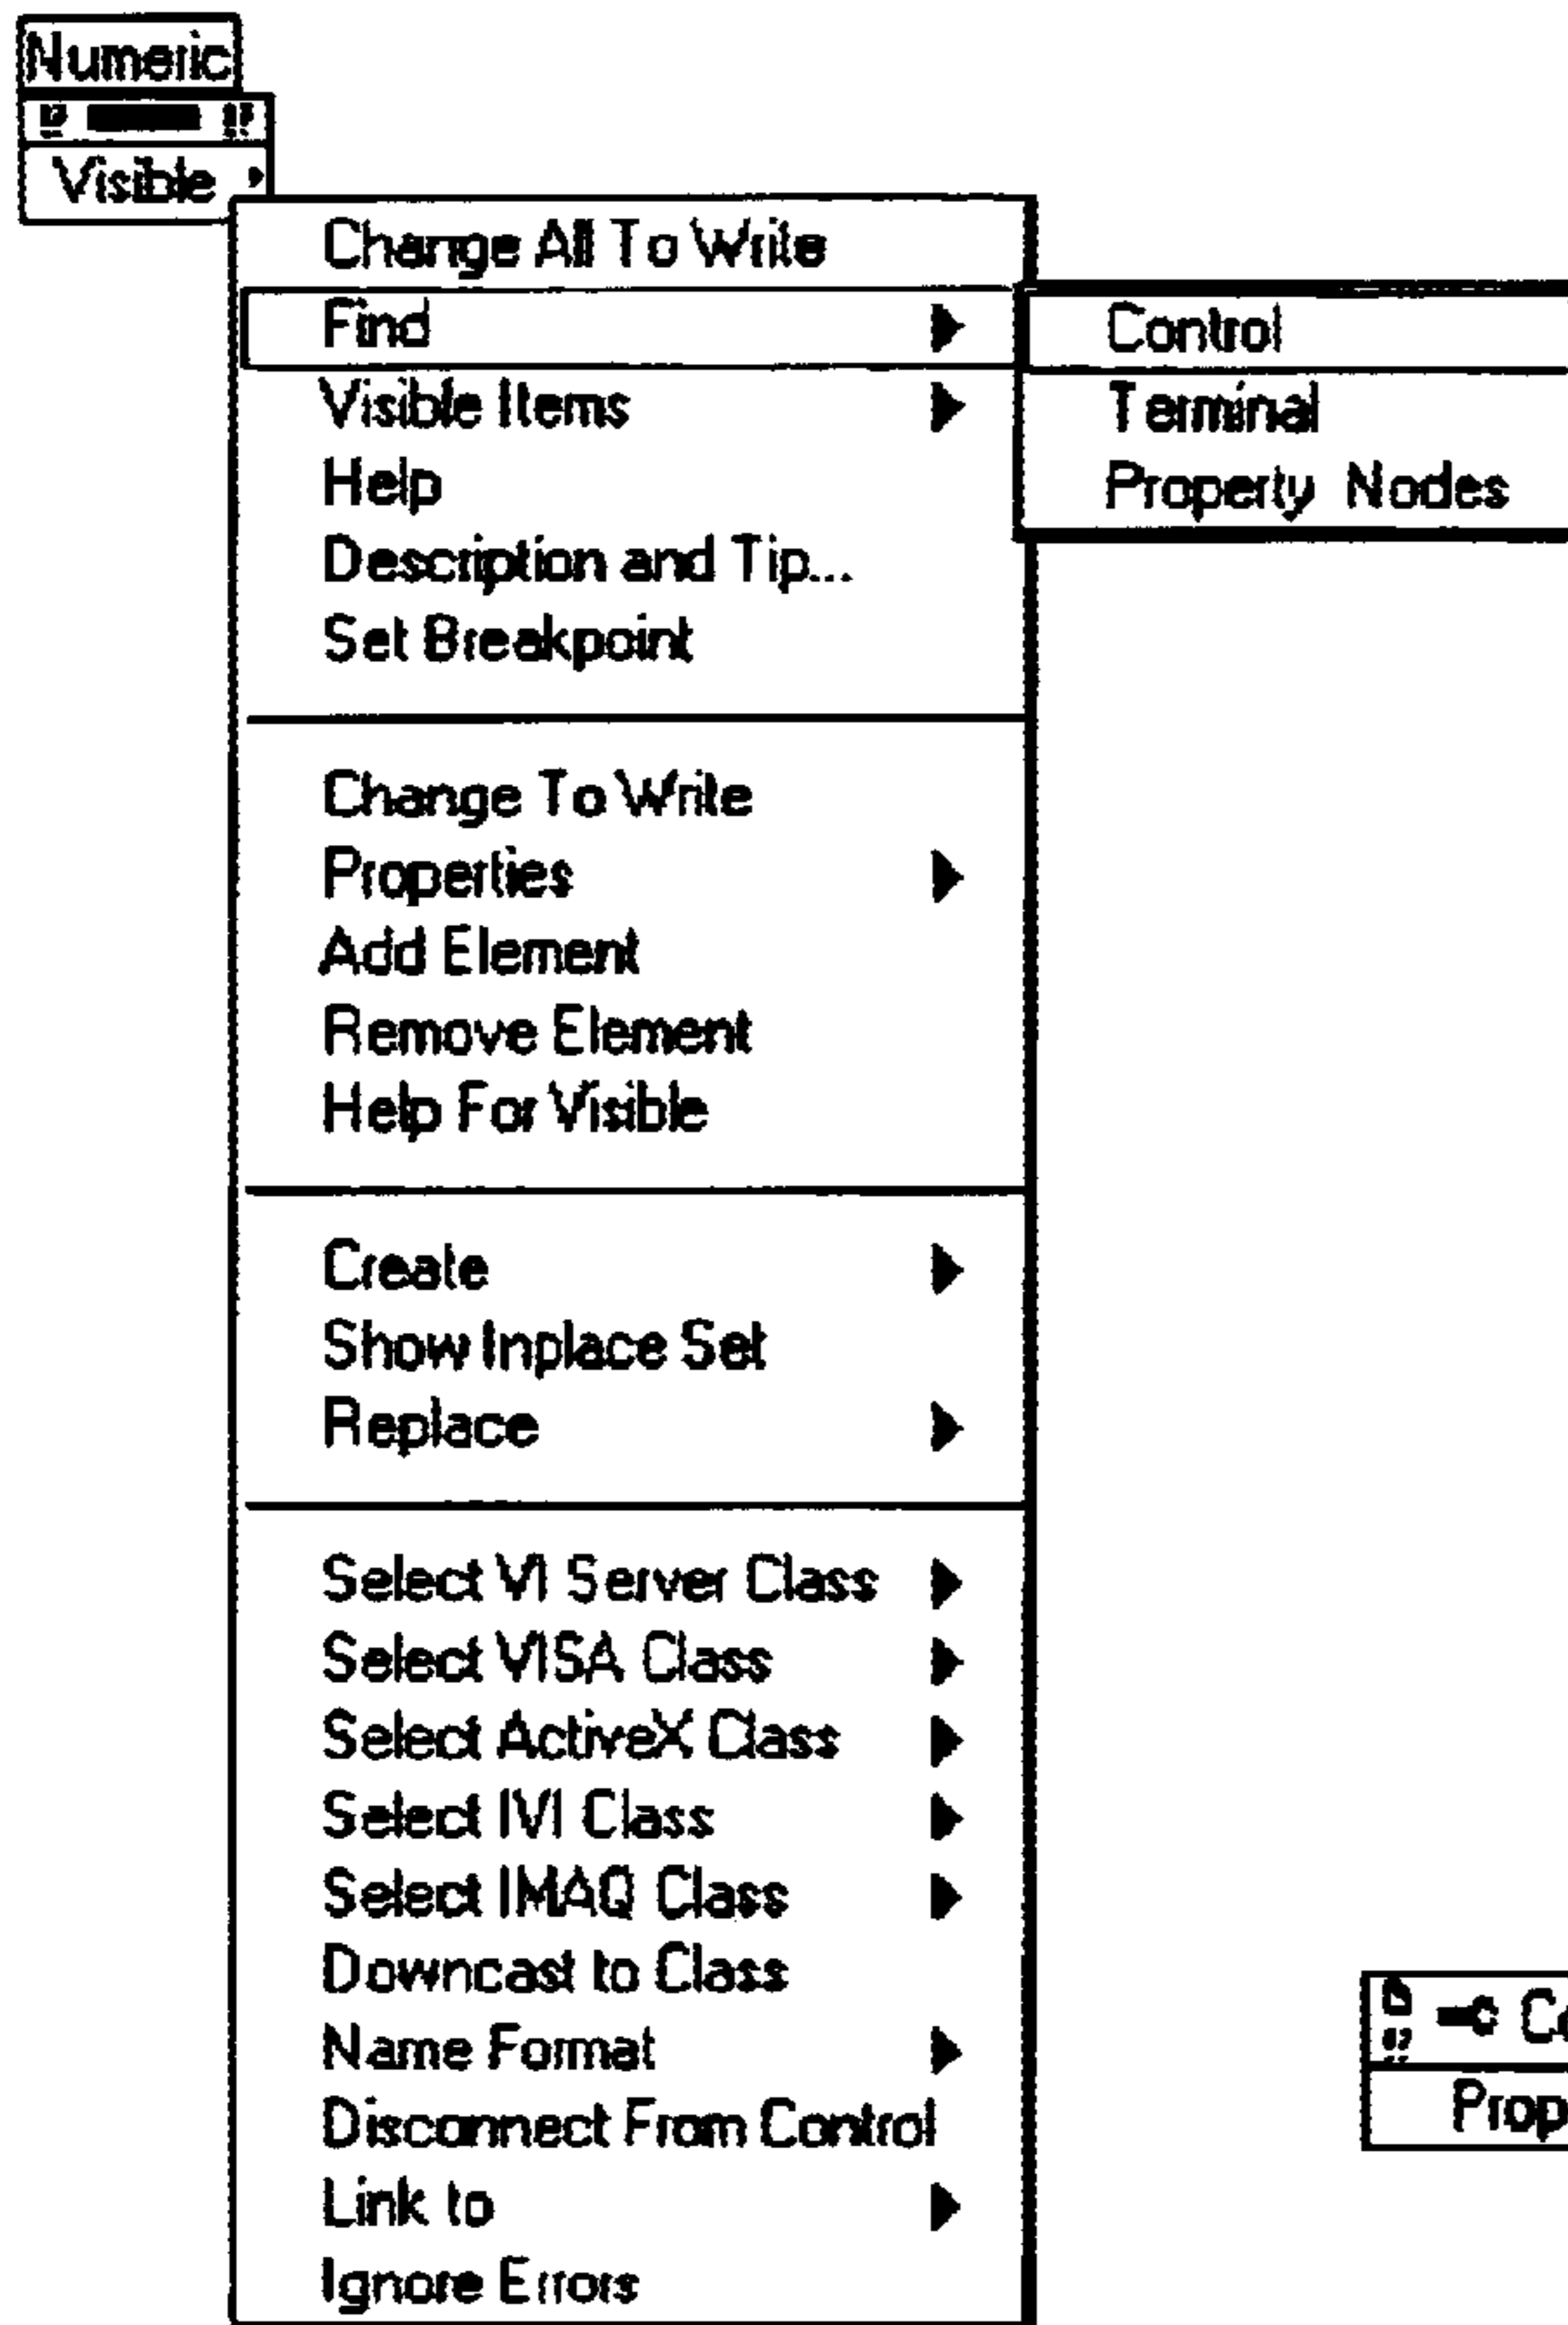 Numeric
Visible
Change All To Write
Find
Control
Visible Items
Terminal
Help
Property Nodes
Description and Tip...
Set Breakpoint
Change To Write
Properties
Add Element
Remove Element
Help For Visible
Create
Show Inplace Set
Replace
Select VI Server Class
Select VISA Class
Select ActiveX Class
Select IVI Class
Select IMAQ Class
Downcast to Class
Name Format
Disconnect From Control
Link to
Ignore Errors